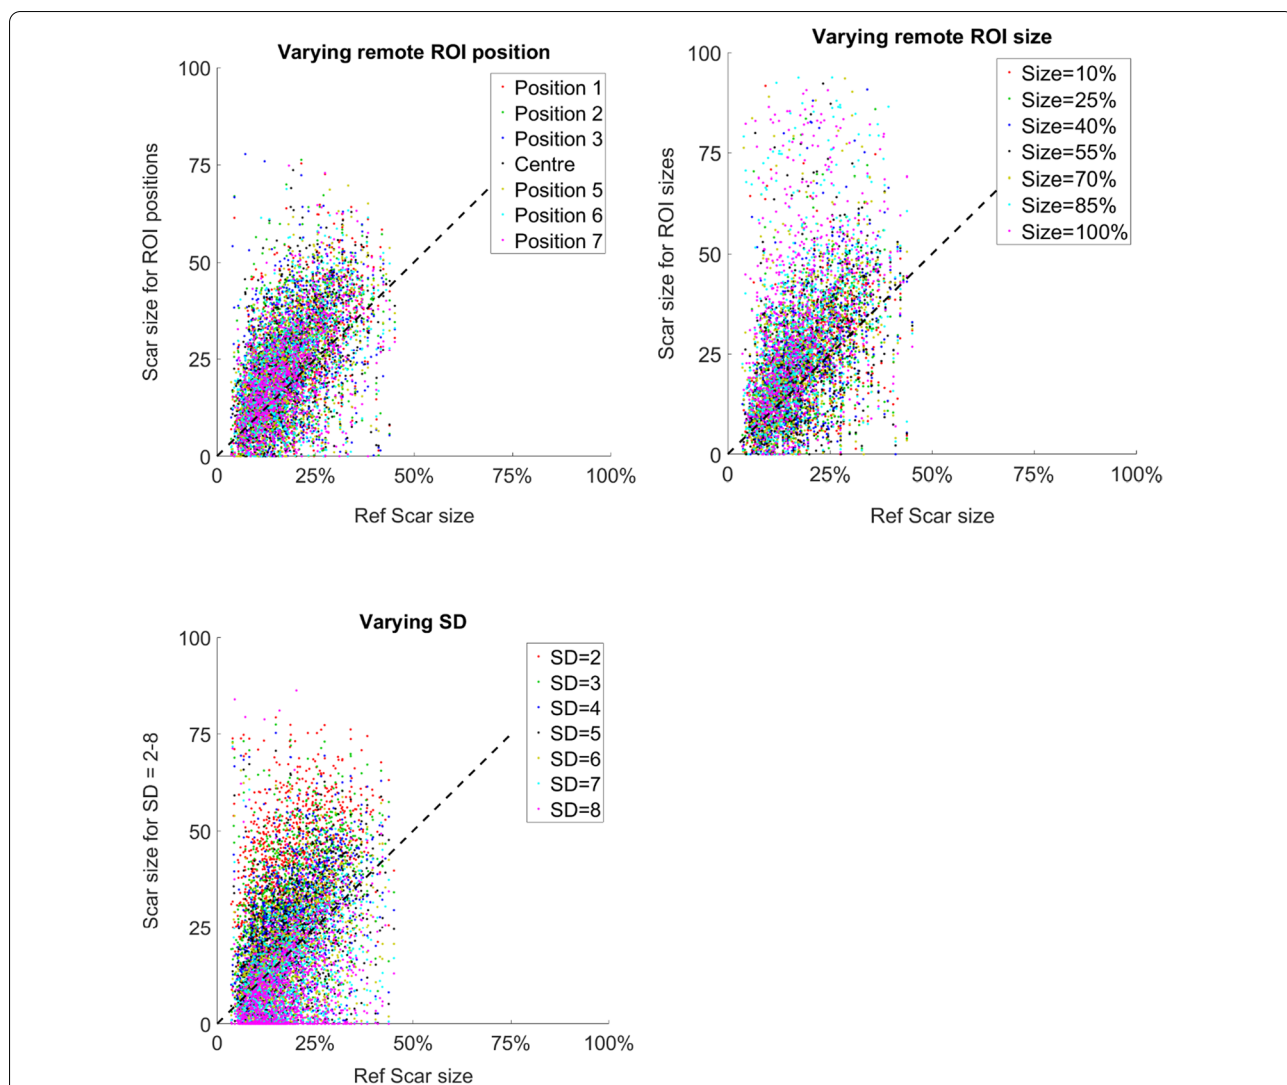 Varying remote ROI position
100
75
50
25
0
0
25%
50%
75%
100%
Scar size for ROI positions
Ref Scar size
Position 1
Position 2
Position 3
Centre
Position 5
Position 6
Position 7
Varying remote ROI size
100
75
50
25
0
0
25%
50%
75%
100%
Scar size for ROI sizes
Ref Scar size
Size=10%
Size=25%
Size=40%
Size=55%
Size=70%
Size=85%
Size=100%
Varying SD
100
75
50
25
0
0
25%
50%
75%
100%
Scar size for SD = 2-8
Ref Scar size
SD=2
SD=3
SD=4
SD=5
SD=6
SD=7
SD=8